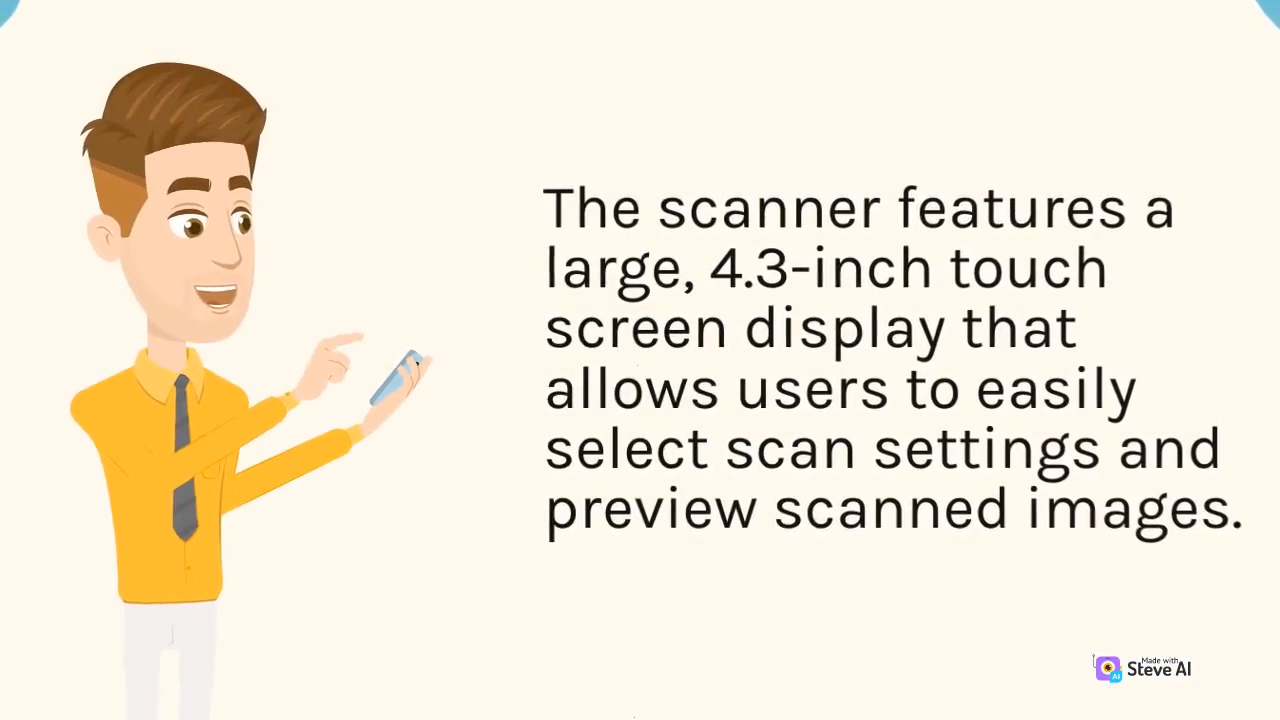 The scanner features a
large, 4.3-inch touch
screen display that
allows users to easily
select scan settings and
preview scanned images.
Made with
Steve AI
AI